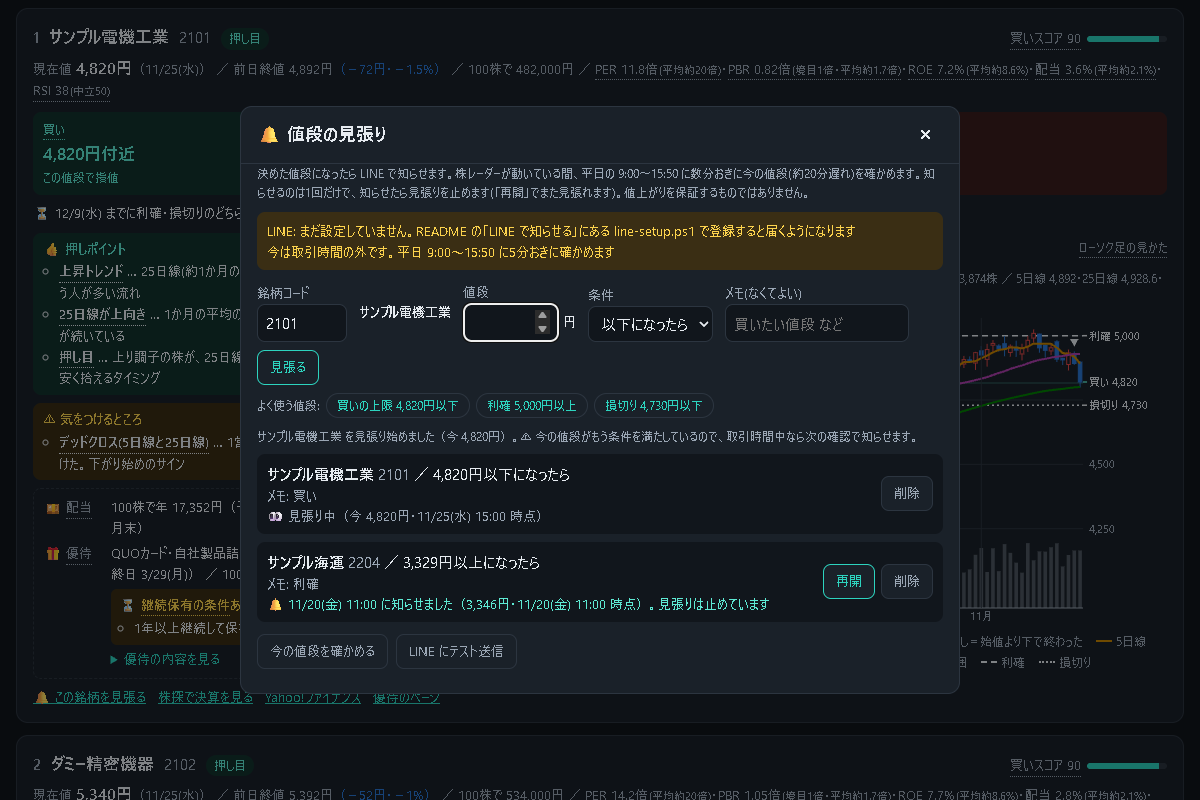 1 サンプル電機工業 2101 押し目
買いスコア 90
現在値 4,820円 (11/25(水)) ／ 前日終値 4,892円 (−72円・−1.5%) ／ 100株で 482,000円 ／ PER 11.8倍(平均約20倍)・PBR 0.82倍(境目1倍・平均約1.7倍)・ROE 7.2%(平均約8.6%)・配当 3.6%(平均約2.1%)・
RSI 38(中立50)
買い
4,820円付近
この値段で指値
⌛ 12/9(水) までに利確・損切りのどちら
👍 押しポイント
上昇トレンド … 25日線(約1か月の
う人が多い流れ
25日線が上向き … 1か月の平均の
が続いている
押し目 … 上り調子の株が、25日線
安く拾えるタイミング
⚠ 気をつけるところ
デッドクロス(5日線と25日線) …
けた。下がり始めのサイン
配当 100株で年 17,352円
月末)
🎁 優待 QUOカード・自社製品詰
終日 3/29(月)) ／ 100
⌛ 継続保有の条件あ
1年以上継続して保
▶ 優待の内容を見る
🔔 この銘柄を見張る 株探で決算を見る Yahoo!ファイナンス 優待のページ
🔔 値段の見張り ✕
決めた値段になったら LINE で知らせます。株レーダーが動いている間、平日の 9:00〜15:50 に数分おきに今の値段(約20分遅れ)を確かめます。知
らせるのは1回だけで、知らせたら見張りを止めます(「再開」でまた見張れます)。値上がりを保証するものではありません。
LINE: まだ設定していません。README の「LINE で知らせる」にある line-setup.ps1 で登録すると届くようになります
今は取引時間の外です。平日 9:00〜15:50 に5分おきに確かめます
銘柄コード 値段 条件 メモ(なくてよい)
2101 サンプル電機工業 円 以下になったら 買いたい値段 など
見張る
よく使う値段: 買いの上限 4,820円以下 利確 5,000円以上 損切り 4,730円以下
サンプル電機工業 を見張り始めました（今 4,820円）。⚠ 今の値段がもう条件を満たしているので、取引時間中なら次の確認で知らせます。
サンプル電機工業 2101 ／ 4,820円以下になったら
メモ: 買い
👀 見張り中（今 4,820円・11/25(水) 15:00 時点）
削除
サンプル海運 2204 ／ 3,329円以上になったら
メモ: 利確
🔔 11/20(金) 11:00 に知らせました（3,346円・11/20(金) 11:00 時点）。見張りは止めています
再開 削除
今の値段を確かめる LINE にテスト送信
ローソク足の見かた
3,874株 ／ 5日線 4,892・25日線 4,928.6・
利確 5,000
買い 4,820
損切り 4,730
4,500
4,250
11月
し＝始値より下で終わった 5日線
利確 損切り
2 ダミー精密機器 2102 押し目
買いスコア 90
現在値 5,340円 (11/25(水)) ／ 前日終値 5,392円 (−52円・−1%) ／ 100株で 534,000円 ／ PER 14.2倍(平均約20倍)・PBR 1.05倍(境目1倍・平均約1.7倍)・ROE 7.7%(平均約8.6%)・配当 2.8%(平均約2.1%)・